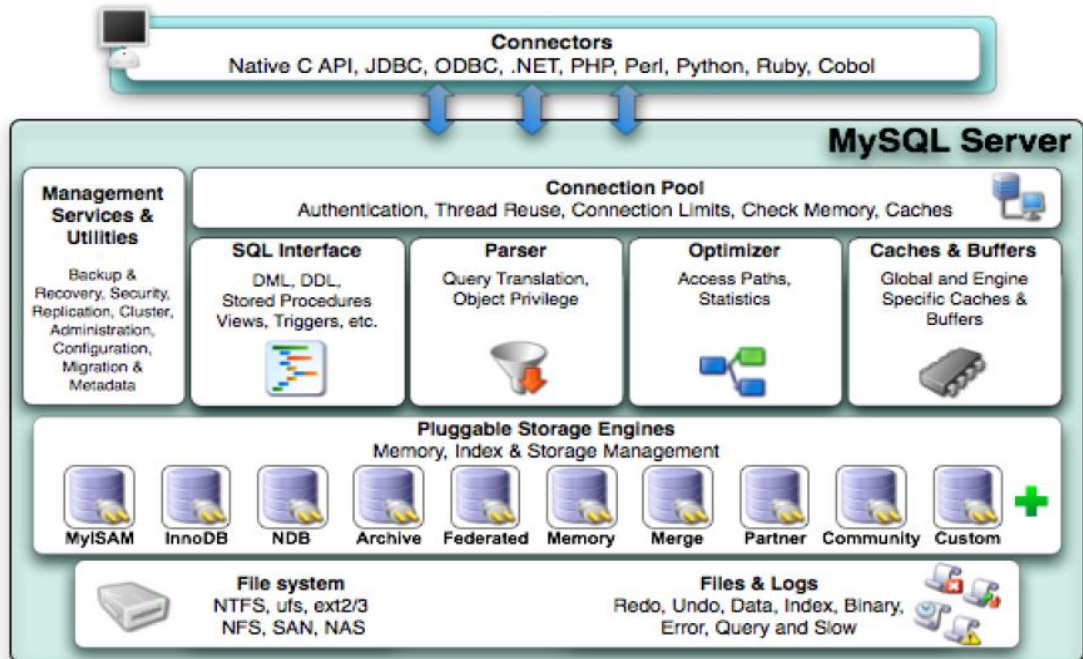 Connectors
Native C API, JDBC, ODBC, .NET, PHP, Perl, Python, Ruby, Cobol
MySQL Server
Management
Services &
Utilities
Backup &
Recovery, Security,
Replication, Cluster,
Administration,
Configuration,
Migration &
Metadata
Connection Pool
Authentication, Thread Reuse, Connection Limits, Check Memory, Caches
SQL Interface
DML, DDL,
Stored Procedures
Views, Triggers, etc.
Parser
Query Translation,
Object Privilege
Optimizer
Access Paths,
Statistics
Caches & Buffers
Global and Engine
Specific Caches &
Buffers
Pluggable Storage Engines
Memory, Index & Storage Management
MyISAM
InnoDB
NDB
Archive
Federated
Memory
Merge
Partner
Community
Custom
File system
NTFS, ufs, ext2/3
NFS, SAN, NAS
Files & Logs
Redo, Undo, Data, Index, Binary,
Error, Query and Slow